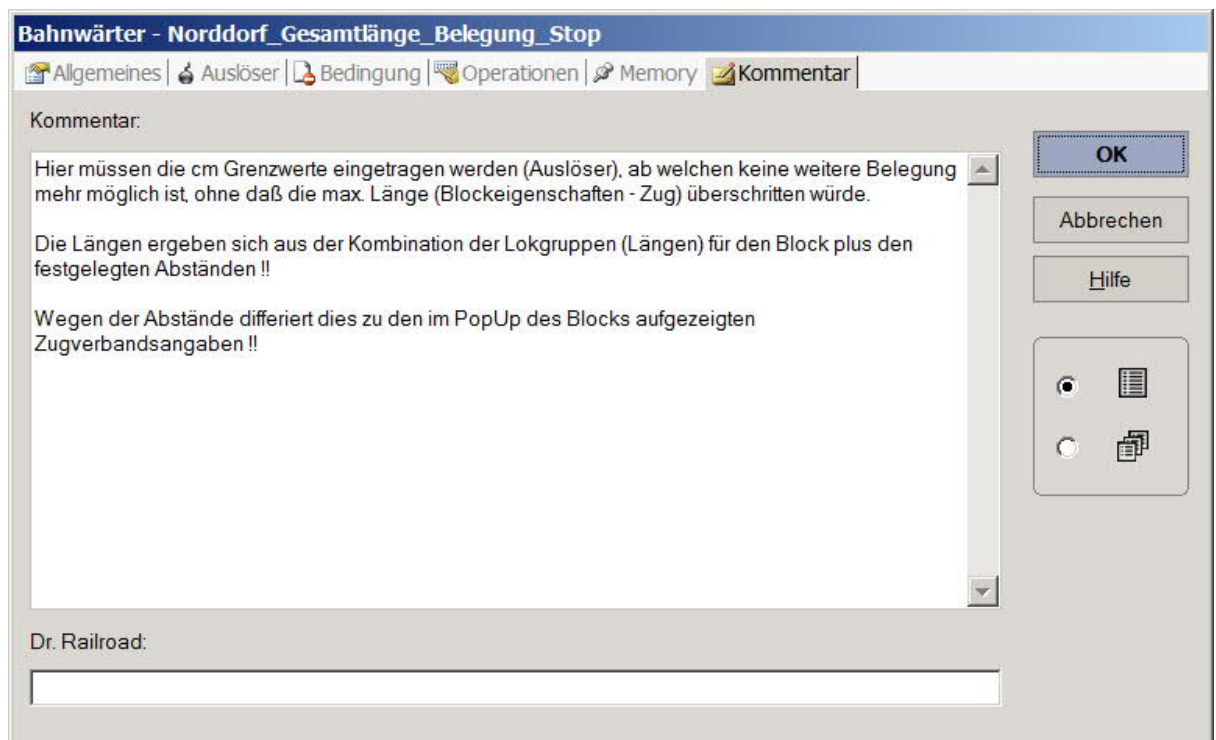 Bahnwärter - Norddorf_Gesamtlänge_Belegung_Stop
Allgemeines Auslöser Bedingung Operationen Memory Kommentar
Kommentar:
Hier müssen die cm Grenzwerte eingetragen werden (Auslöser), ab welchen keine weitere Belegung
mehr möglich ist, ohne daß die max. Länge (Blockeigenschaften - Zug) überschritten würde.
Die Längen ergeben sich aus der Kombination der Lokgruppen (Längen) für den Block plus den
festgelegten Abständen !!
Wegen der Abstände differiert dies zu den im PopUp des Blocks aufgezeigten
Zugverbandsangaben !!
OK
Abbrechen
Hilfe
Dr. Railroad: